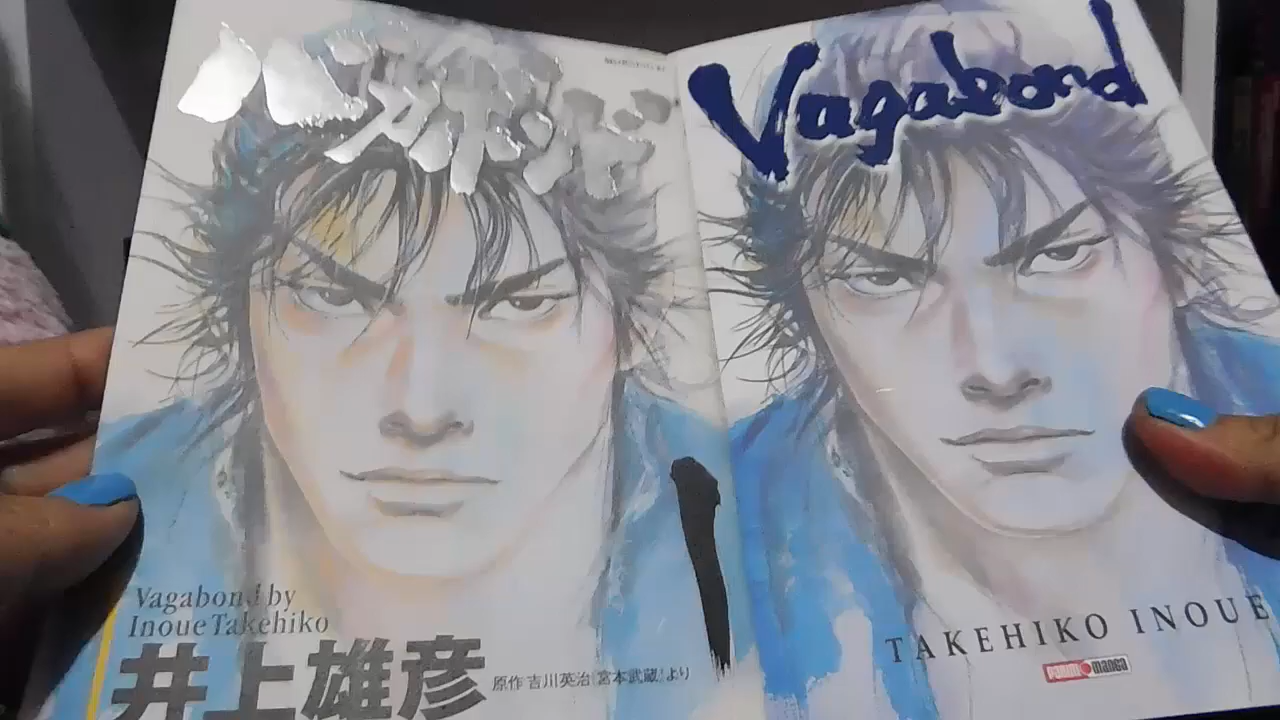 バガボンド
Vagabond by
Inoue Takehiko
井上雄彦
原作 吉川英治「宮本武蔵」より
Vagabond
TAKEHIKO INOUE
PANINI manga